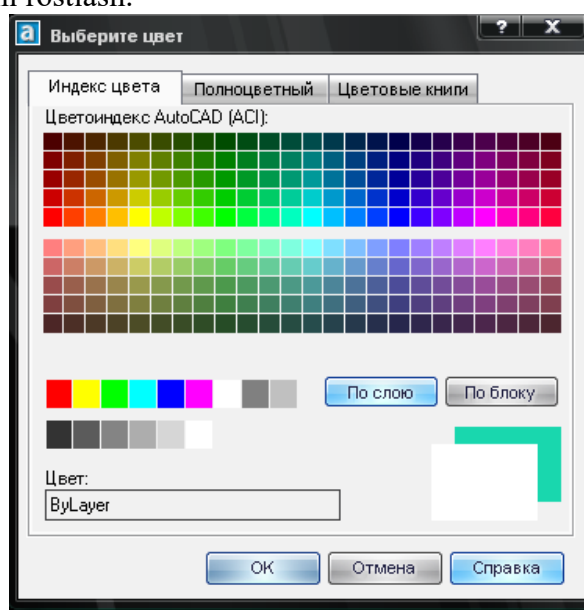 a Выберите цвет ? X
Индекс цвета Полноцветный Цветовые книги
Цветоиндекс AutoCAD (ACI):
По слою По блоку
Цвет:
ByLayer
OK Отмена Справка